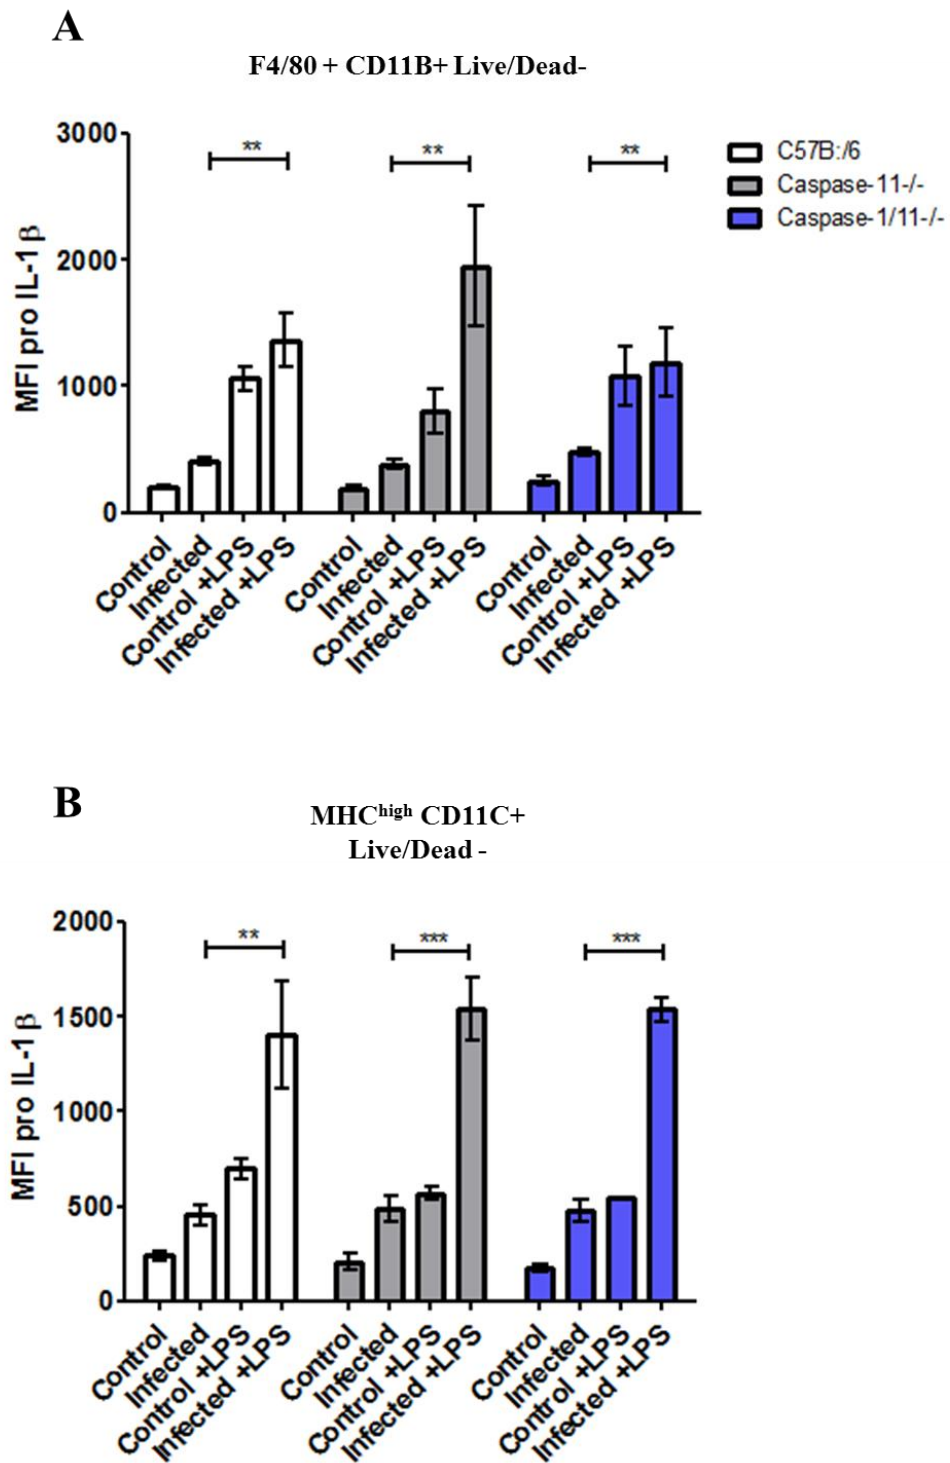 A
F4/80 + CD11B+ Live/Dead-
MFI pro IL-1 β
3000
2000
1000
0
**
**
**
C57B:/6
Caspase-11-/-
Caspase-1/11-/-
Control
Infected
Control +LPS
Infected +LPS
Control
Infected
Control +LPS
Infected +LPS
Control
Infected
Control +LPS
Infected +LPS
B
MHChigh CD11C+
Live/Dead -
MFI pro IL-1 β
2000
1500
1000
500
0
**
***
***
Control
Infected
Control +LPS
Infected +LPS
Control
Infected
Control +LPS
Infected +LPS
Control
Infected
Control +LPS
Infected +LPS